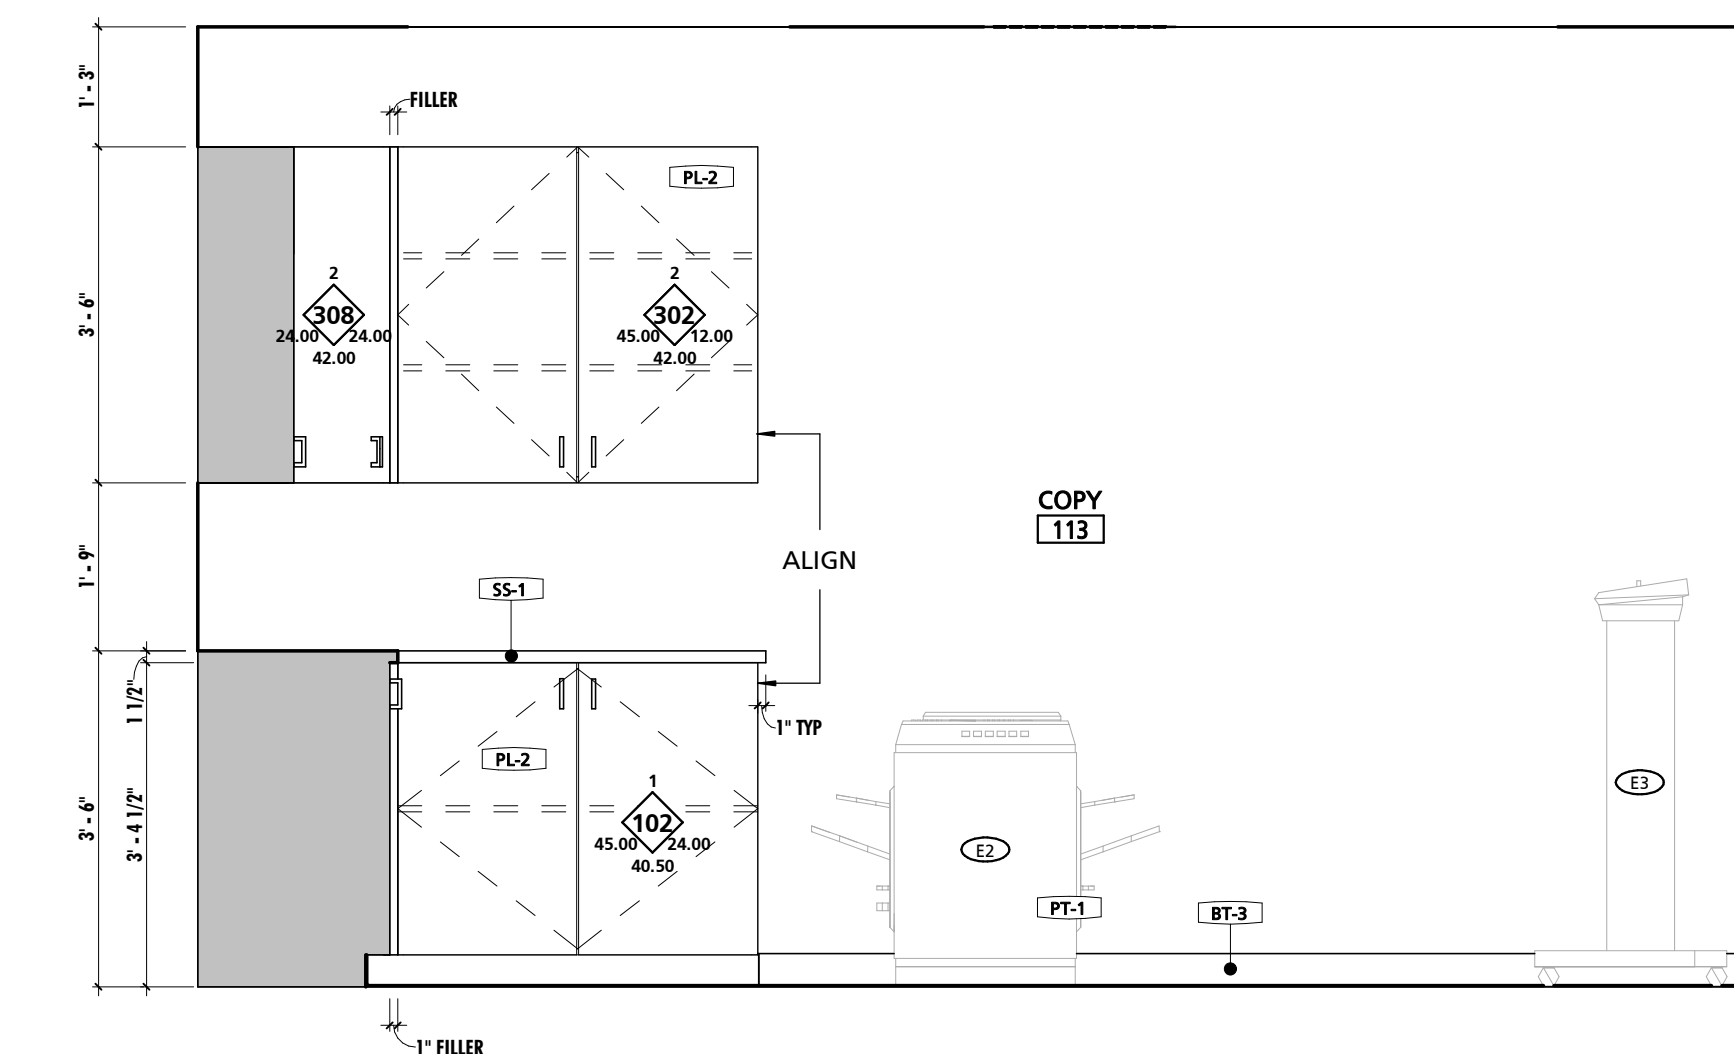 1' - 3"
FILLER
PL-2
3' - 6"
2
308
24.00 24.00
42.00
2
302
45.00 12.00
42.00
COPY
113
ALIGN
1' - 9"
SS-1
1 1/2"
1" TYP
PL-2
3' - 6"
3' - 4 1/2"
1
102
45.00 24.00
40.50
E2
E3
PT-1
BT-3
1" FILLER